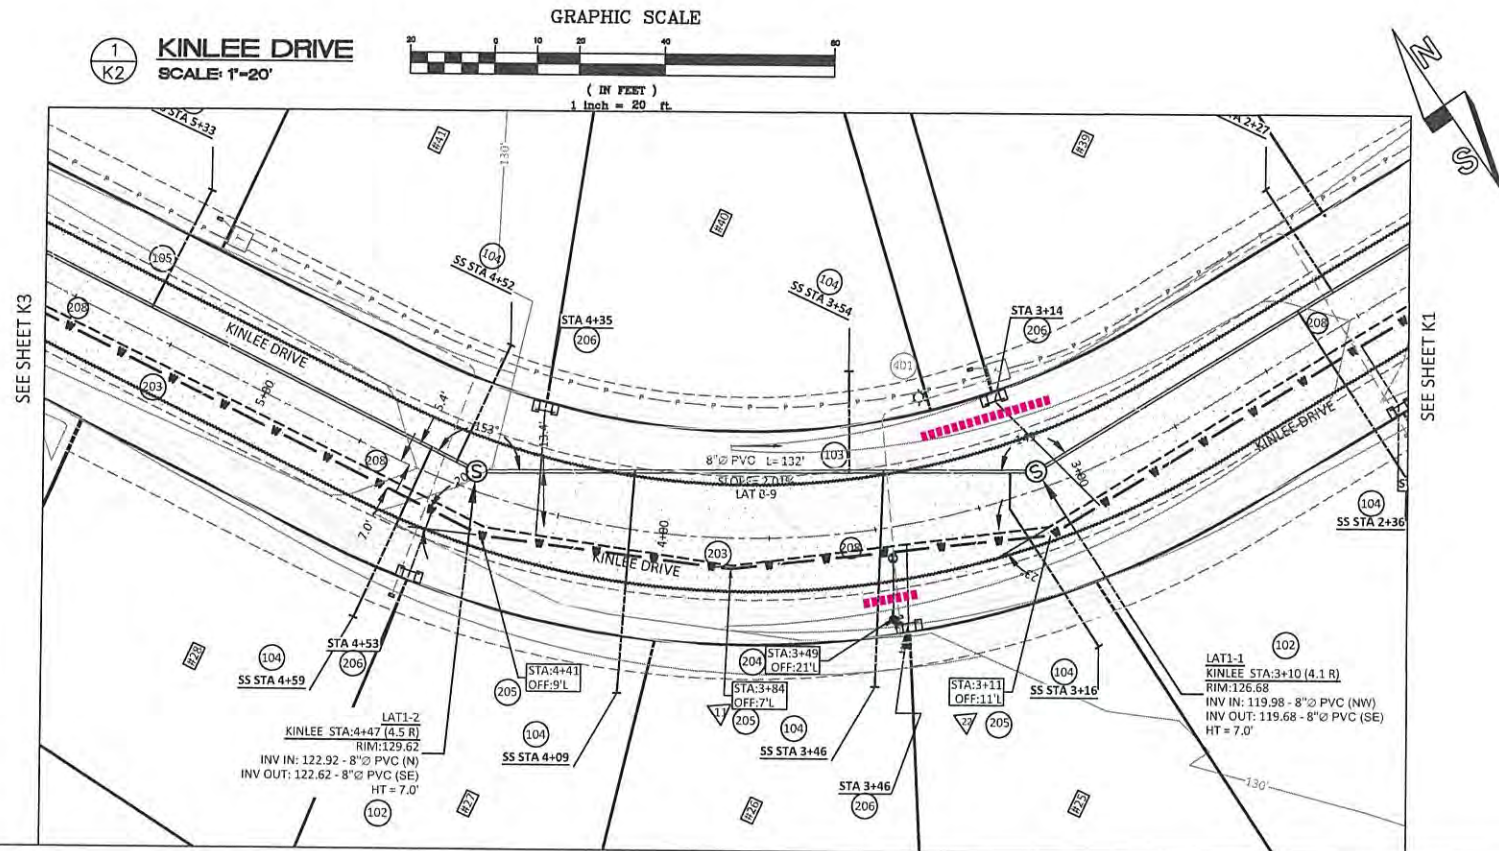 GRAPHIC SCALE
20 0 10 20 40 80
( IN FEET )
1 inch = 20 ft.
1
K2
KINLEE DRIVE
SCALE: 1"=20'
N
S
SEE SHEET K3
SEE SHEET K1
STA 5+33
#41
130'
#40
#39
2+27
105
104
SS STA 4+52
104
SS STA 3+54
STA 4+35
206
STA 3+14
206
401
208
KINLEE DRIVE
203
5+00
208
5.4'
153°
7.0'
S
8"Ø PVC L= 132'
103
SLOPE= 2.01%
LAT 8-9
S
3+00
208
KINLEE DRIVE
104
SS STA 2+36
4+00
KINLEE DRIVE
203
208
#28
104
SS STA 4+59
STA 4+53
206
205
STA:4+41
OFF:9'L
204
STA:3+49
OFF:21'L
STA:3+84
OFF:7'L
11
205
104
SS STA 4+09
104
SS STA 3+46
STA 3+46
206
STA:3+11
OFF:11'L
22
205
104
SS STA 3+16
LAT1-2
KINLEE STA:4+47 (4.5 R)
RIM:129.62
INV IN: 122.92 - 8"Ø PVC (N)
INV OUT: 122.62 - 8"Ø PVC (SE)
HT = 7.0'
102
102
LAT1-1
KINLEE STA:3+10 (4.1 R)
RIM:126.68
INV IN: 119.98 - 8"Ø PVC (NW)
INV OUT: 119.68 - 8"Ø PVC (SE)
HT = 7.0'
#27
#26
#25
130'